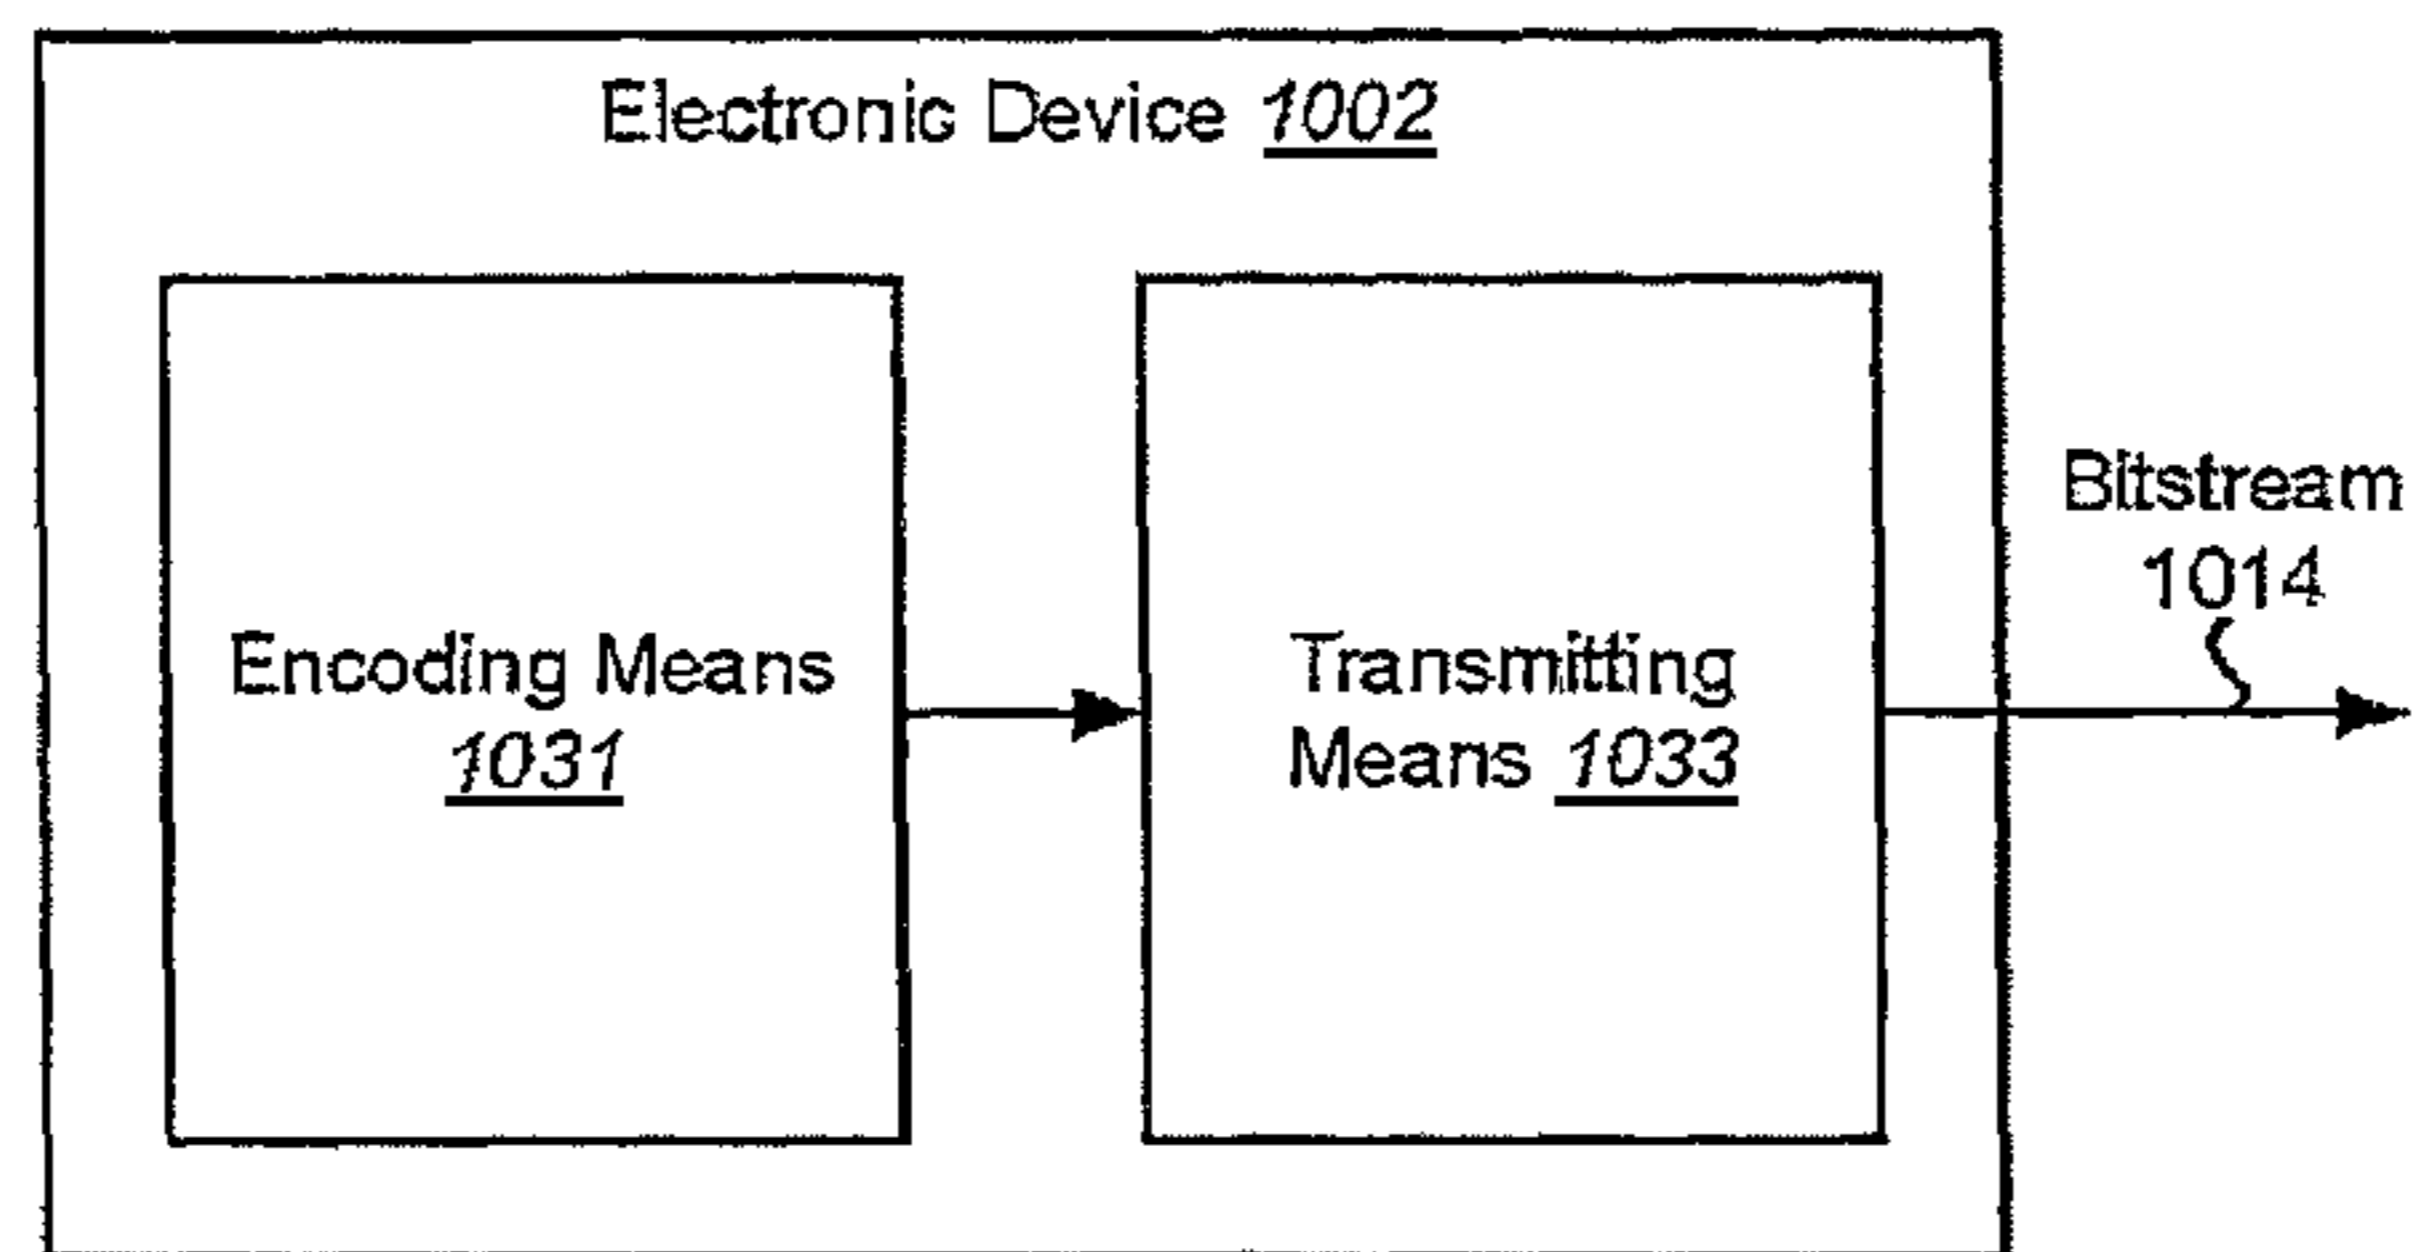 Electronic Device 1002
Encoding Means
1031
Transmitting
Means 1033
Bitstream
1014